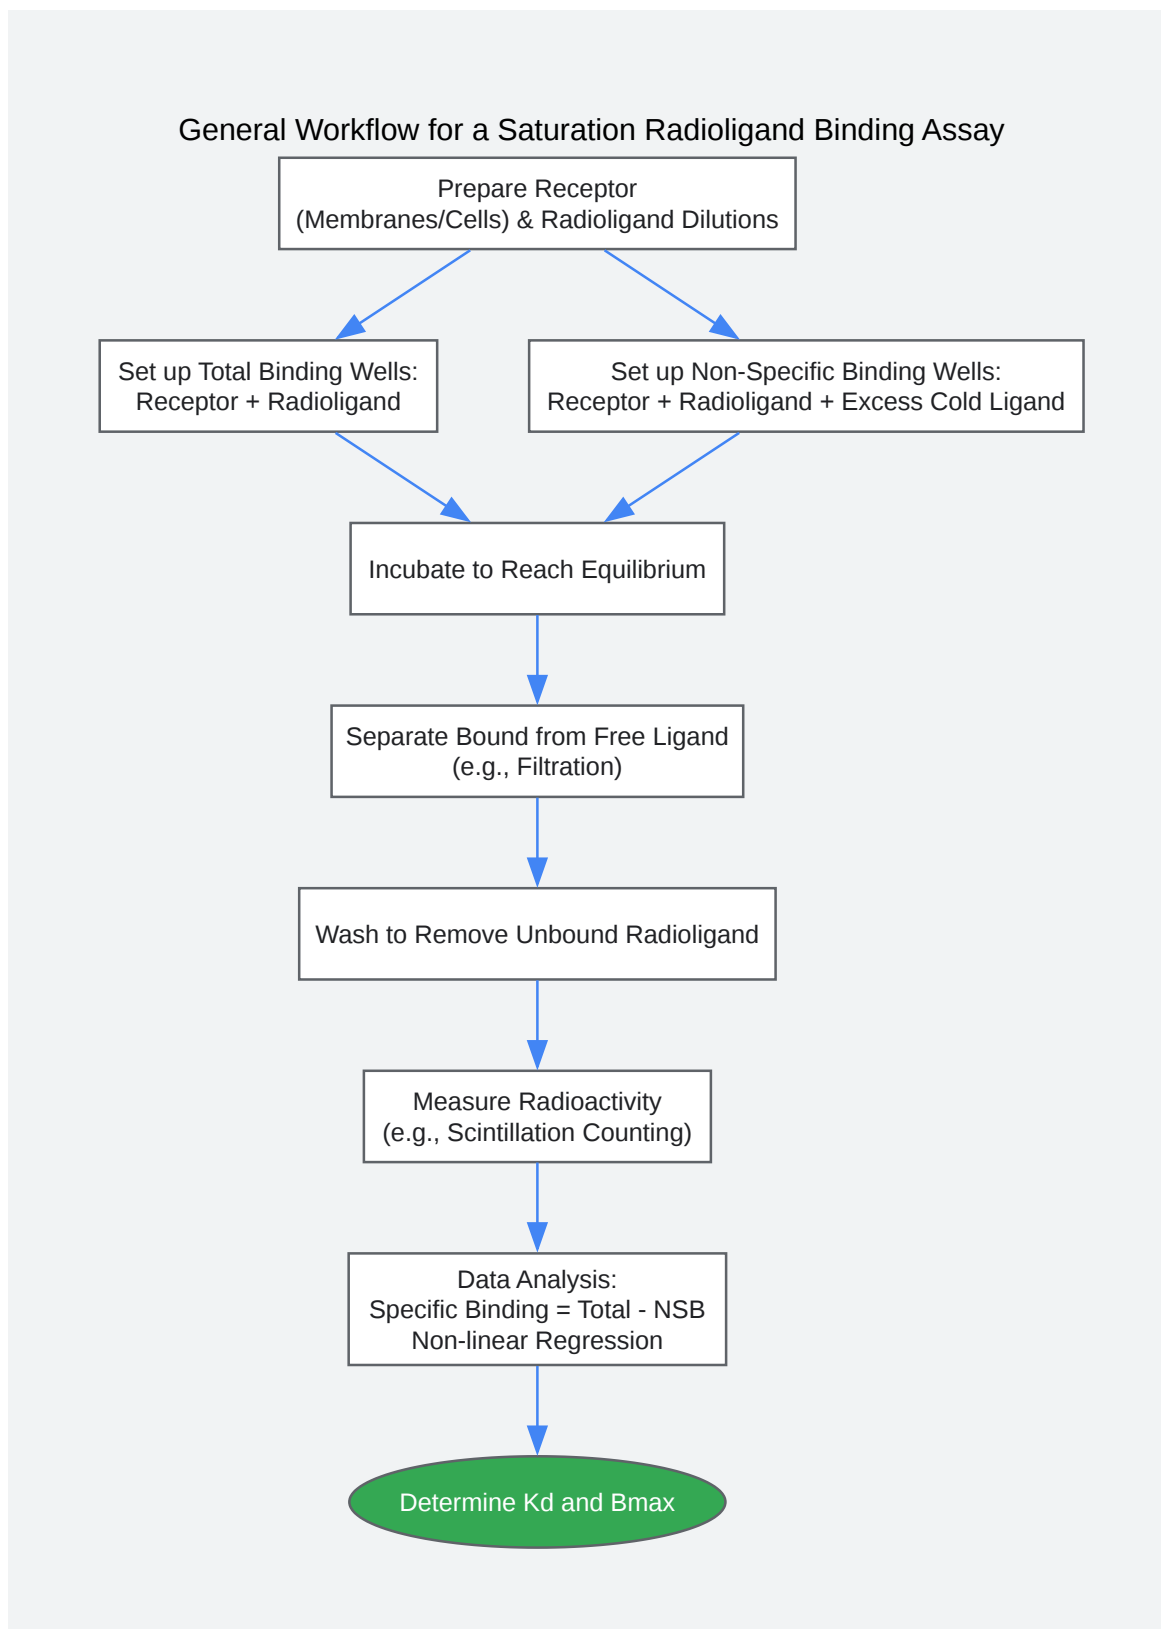 General Workflow for a Saturation Radioligand Binding Assay
Prepare Receptor
(Membranes/Cells) & Radioligand Dilutions
Set up Total Binding Wells:
Receptor + Radioligand
Set up Non-Specific Binding Wells:
Receptor + Radioligand + Excess Cold Ligand
Incubate to Reach Equilibrium
Separate Bound from Free Ligand
(e.g., Filtration)
Wash to Remove Unbound Radioligand
Measure Radioactivity
(e.g., Scintillation Counting)
Data Analysis:
Specific Binding = Total - NSB
Non-linear Regression
Determine Kd and Bmax